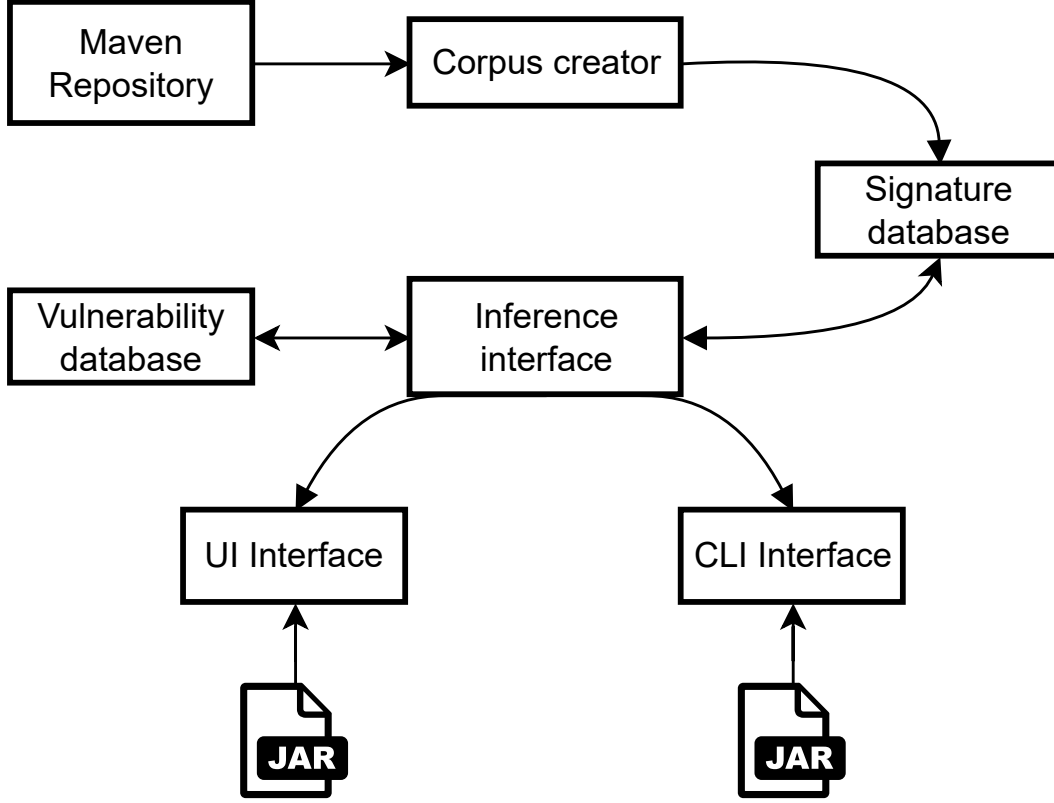 Maven
Repository
Corpus creator
Signature
database
Vulnerability
database
Inference
interface
UI Interface
CLI Interface
JAR
JAR